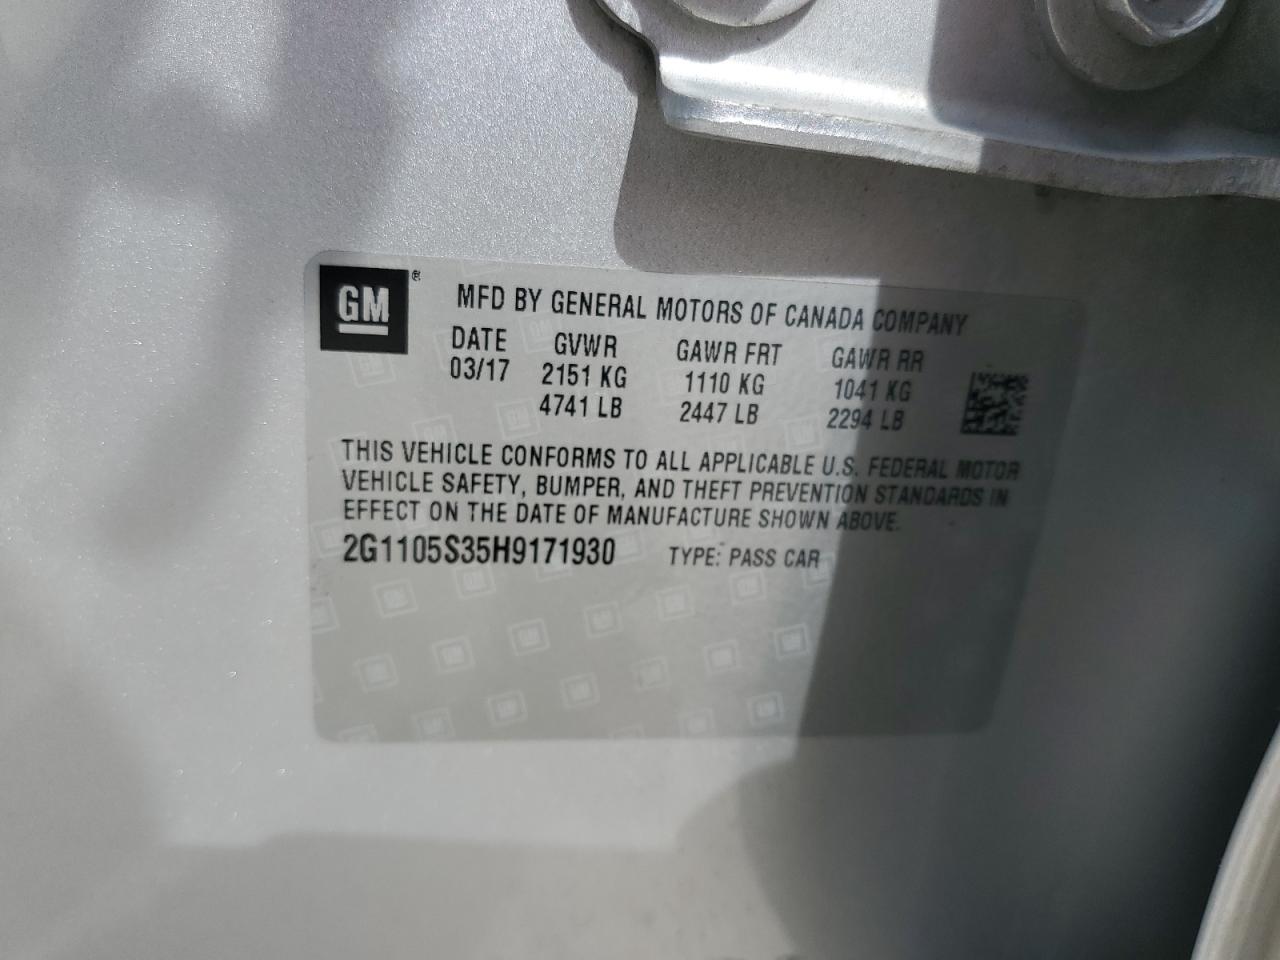 GM ®
MFD BY GENERAL MOTORS OF CANADA COMPANY
DATE GVWR GAWR FRT GAWR RR
03/17 2151 KG 1110 KG 1041 KG
4741 LB 2447 LB 2294 LB
THIS VEHICLE CONFORMS TO ALL APPLICABLE U.S. FEDERAL MOTOR
VEHICLE SAFETY, BUMPER, AND THEFT PREVENTION STANDARDS IN
EFFECT ON THE DATE OF MANUFACTURE SHOWN ABOVE.
2G1105S35H9171930 TYPE: PASS CAR